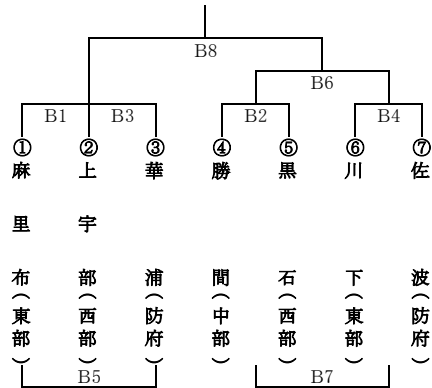 B8
B6
B1
B3
B2
B4
①麻里布(東部)
②上宇部(西部)
③華浦(防府)
④勝間(中部)
⑤黒石(西部)
⑥川下(東部)
⑦佐波(防府)
B5
B7